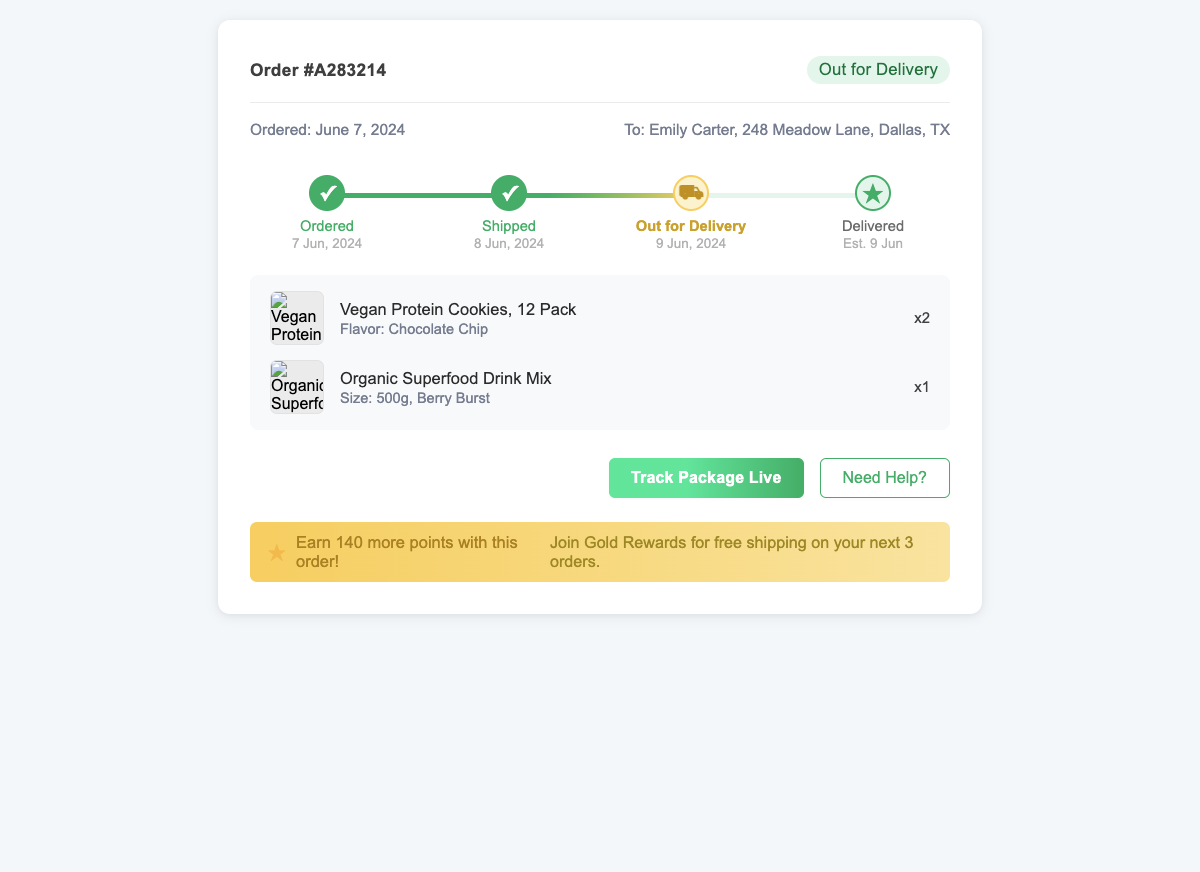 Order #A283214
Out for Delivery
Ordered: June 7, 2024
To: Emily Carter, 248 Meadow Lane, Dallas, TX
Ordered
7 Jun, 2024
Shipped
8 Jun, 2024
Out for Delivery
9 Jun, 2024
Delivered
Est. 9 Jun
Vegan
Protein
Vegan Protein Cookies, 12 Pack
Flavor: Chocolate Chip
x2
Organic
Superfo
Organic Superfood Drink Mix
Size: 500g, Berry Burst
x1
Track Package Live
Need Help?
Earn 140 more points with this
order!
Join Gold Rewards for free shipping on your next 3
orders.